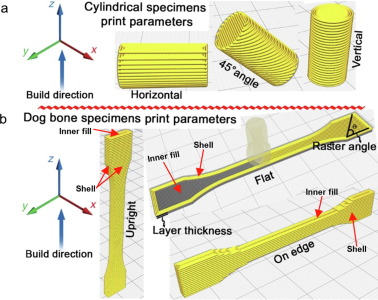 a
Cylindrical specimens
print parameters
z
y
x
Build direction
Horizontal
45°angle
Vertical
b
Dog bone specimens print parameters
Inner fill
Shell
Upright
z
y
x
Build direction
Inner fill
Shell
Flat
Raster angle
Layer thickness
Inner fill
Shell
On edge